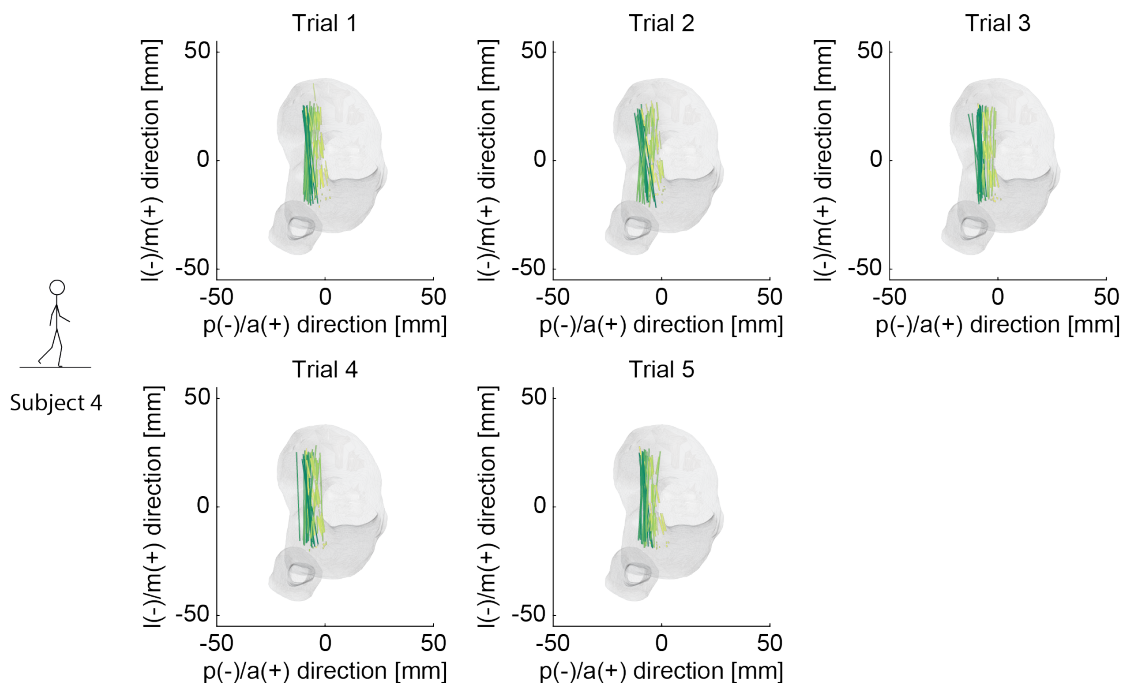 Trial 1
Trial 2
Trial 3
l(-)/m(+) direction [mm]
50
0
-50
-50
0
50
p(-)/a(+) direction [mm]
l(-)/m(+) direction [mm]
50
0
-50
-50
0
50
p(-)/a(+) direction [mm]
l(-)/m(+) direction [mm]
50
0
-50
-50
0
50
p(-)/a(+) direction [mm]
Subject 4
Trial 4
Trial 5
l(-)/m(+) direction [mm]
50
0
-50
-50
0
50
p(-)/a(+) direction [mm]
l(-)/m(+) direction [mm]
50
0
-50
-50
0
50
p(-)/a(+) direction [mm]